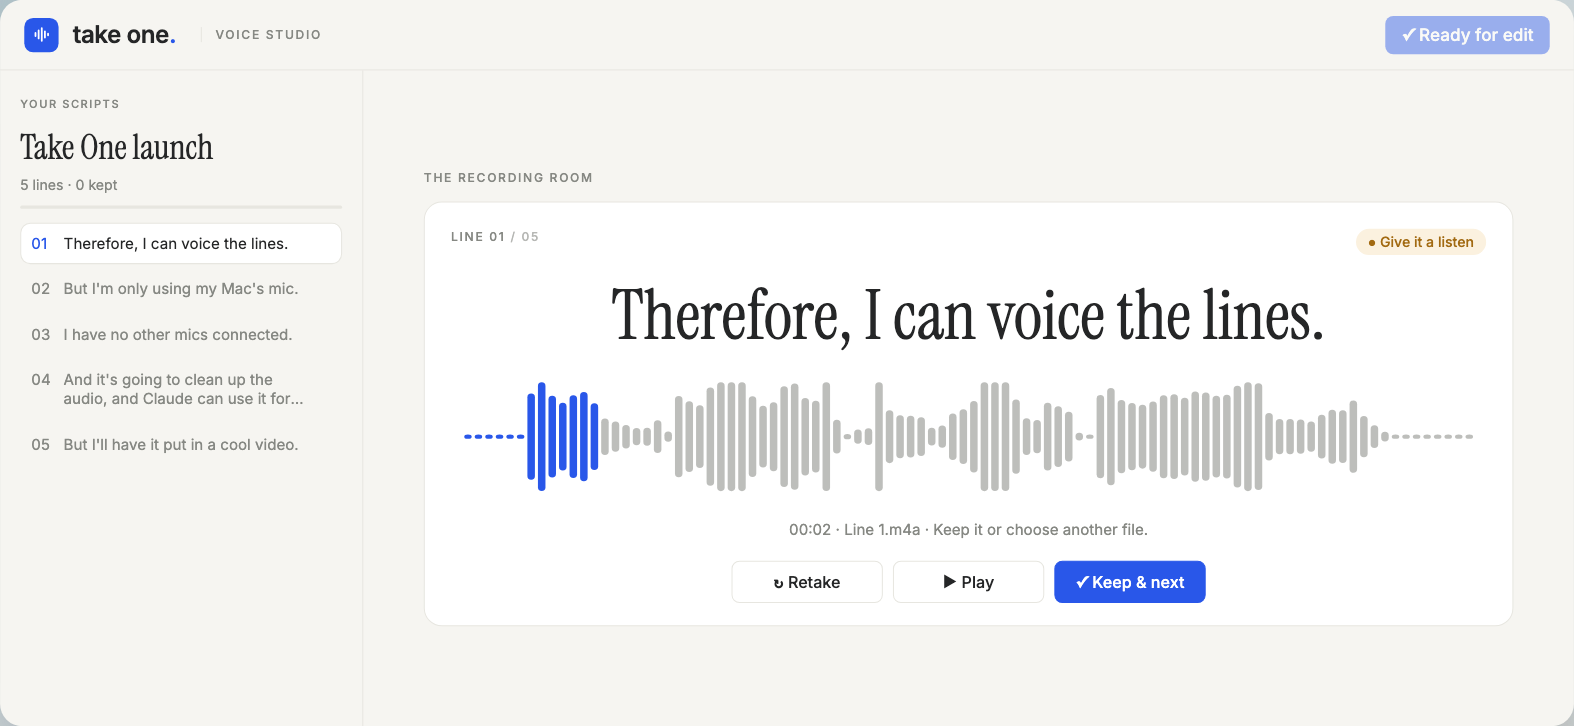 take one.
VOICE STUDIO
✓ Ready for edit
YOUR SCRIPTS
Take One launch
5 lines · 0 kept
01 Therefore, I can voice the lines.
02 But I'm only using my Mac's mic.
03 I have no other mics connected.
04 And it's going to clean up the
audio, and Claude can use it for...
05 But I'll have it put in a cool video.
THE RECORDING ROOM
LINE 01 / 05
● Give it a listen
Therefore, I can voice the lines.
00:02 · Line 1.m4a · Keep it or choose another file.
↻ Retake
▶ Play
✓ Keep & next